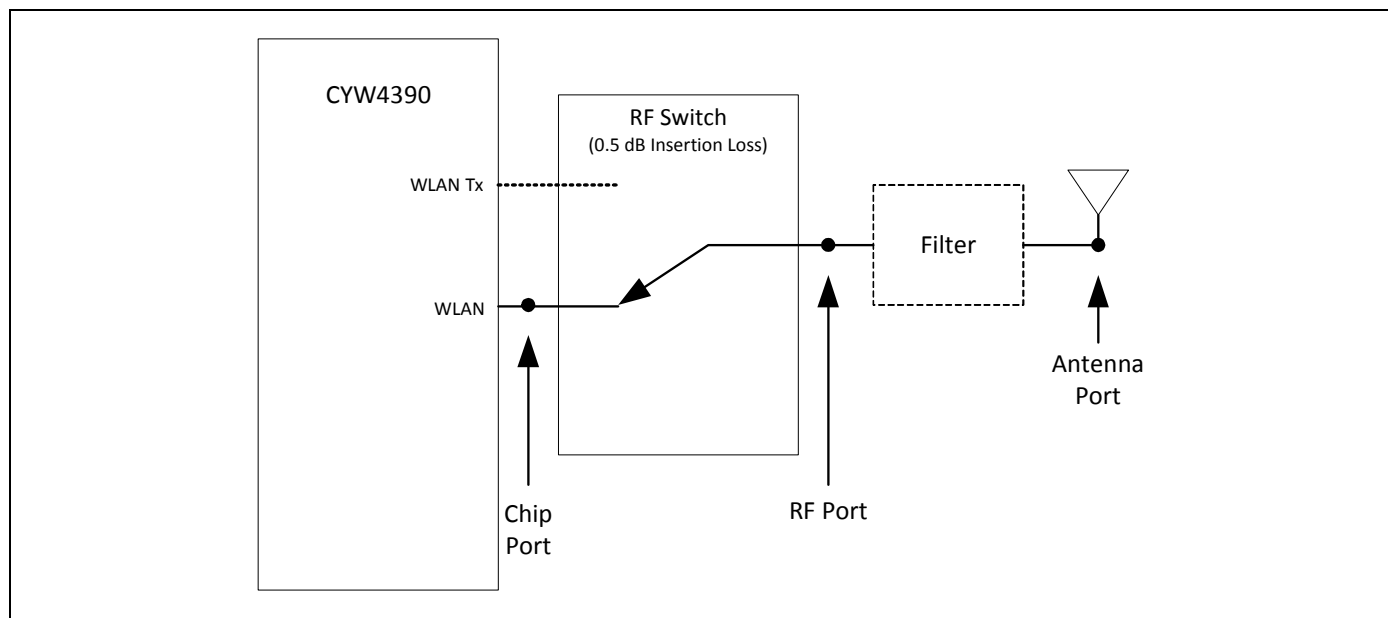 CYW4390
RF Switch
(0.5 dB Insertion Loss)
WLAN Tx
Filter
WLAN
Antenna
Port
Chip
Port
RF Port